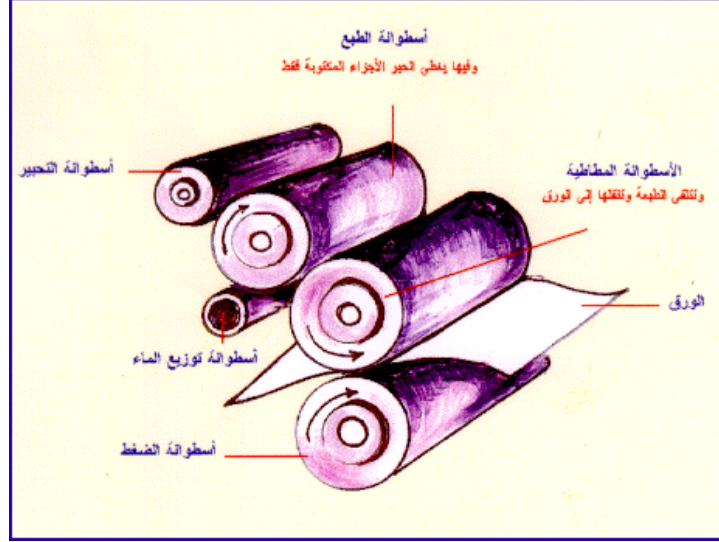 أسطوانة الطبع
وفيها يغطي الحبر الأجزاء المكتوبة فقط
أسطوانة التحبير
الأسطوانة المطاطية
وتتلقى الطبعة وتنقلها إلى الورق
الورق
أسطوانة توزيع الماء
أسطوانة الضغط